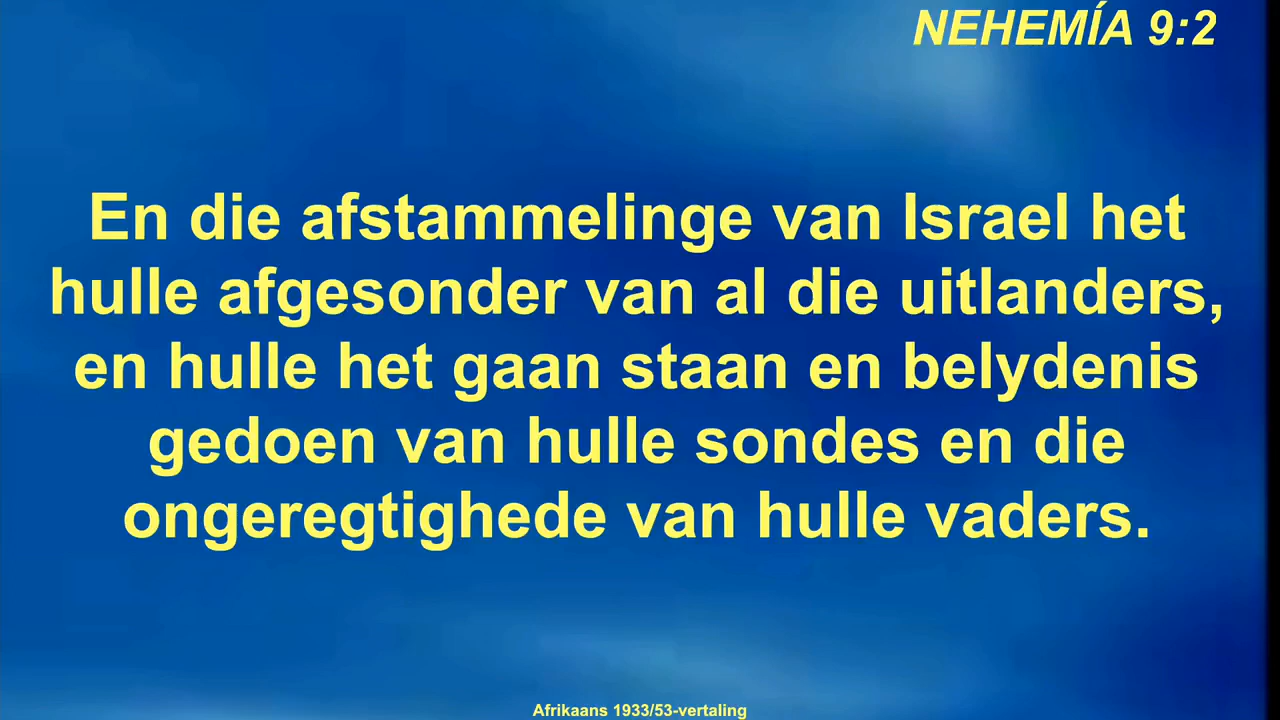 NEHEMÍA 9:2
En die afstammelinge van Israel het
hulle afgesonder van al die uitlanders,
en hulle het gaan staan en belydenis
gedoen van hulle sondes en die
ongeregtighede van hulle vaders.
Afrikaans 1933/53-vertaling